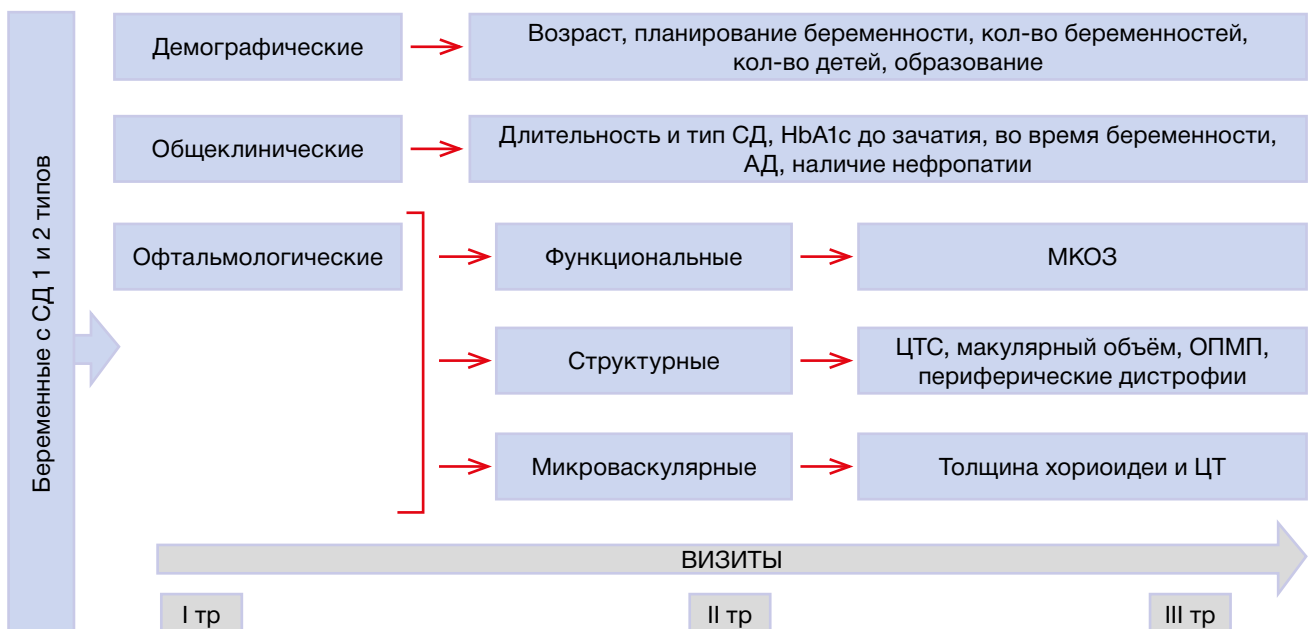 Беременные с СД 1 и 2 типов
Демографические
Возраст, планирование беременности, кол-во беременностей,
кол-во детей, образование
Общеклинические
Длительность и тип СД, HbA1c до зачатия, во время беременности,
АД, наличие нефропатии
Офтальмологические
Функциональные
МКОЗ
Структурные
ЦТС, макулярный объём, ОПМП,
периферические дистрофии
Микроваскулярные
Толщина хориоидеи и ЦТ
ВИЗИТЫ
I тр
II тр
III тр